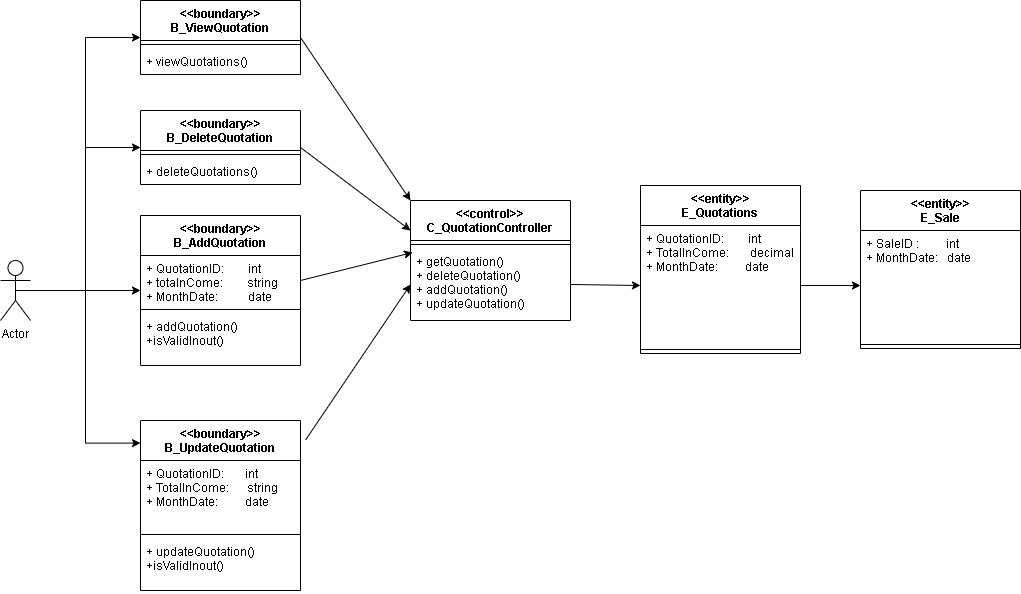 <<boundary>>
B_ViewQuotation
+ viewQuotations()
<<boundary>>
B_DeleteQuotation
+ deleteQuotations()
<<boundary>>
B_AddQuotation
+ QuotationID: int
+ totaInCome: string
+ MonthDate: date
+ addQuotation()
+isValidInout()
<<boundary>>
B_UpdateQuotation
+ QuotationID: int
+ TotalInCome: string
+ MonthDate: date
+ updateQuotation()
+isValidInout()
Actor
<<control>>
C_QuotationController
+ getQuotation()
+ deleteQuotation()
+ addQuotation()
+ updateQuotation()
<<entity>>
E_Quotations
+ QuotationID: int
+ TotalInCome: decimal
+ MonthDate: date
<<entity>>
E_Sale
+ SaleID : int
+ MonthDate: date